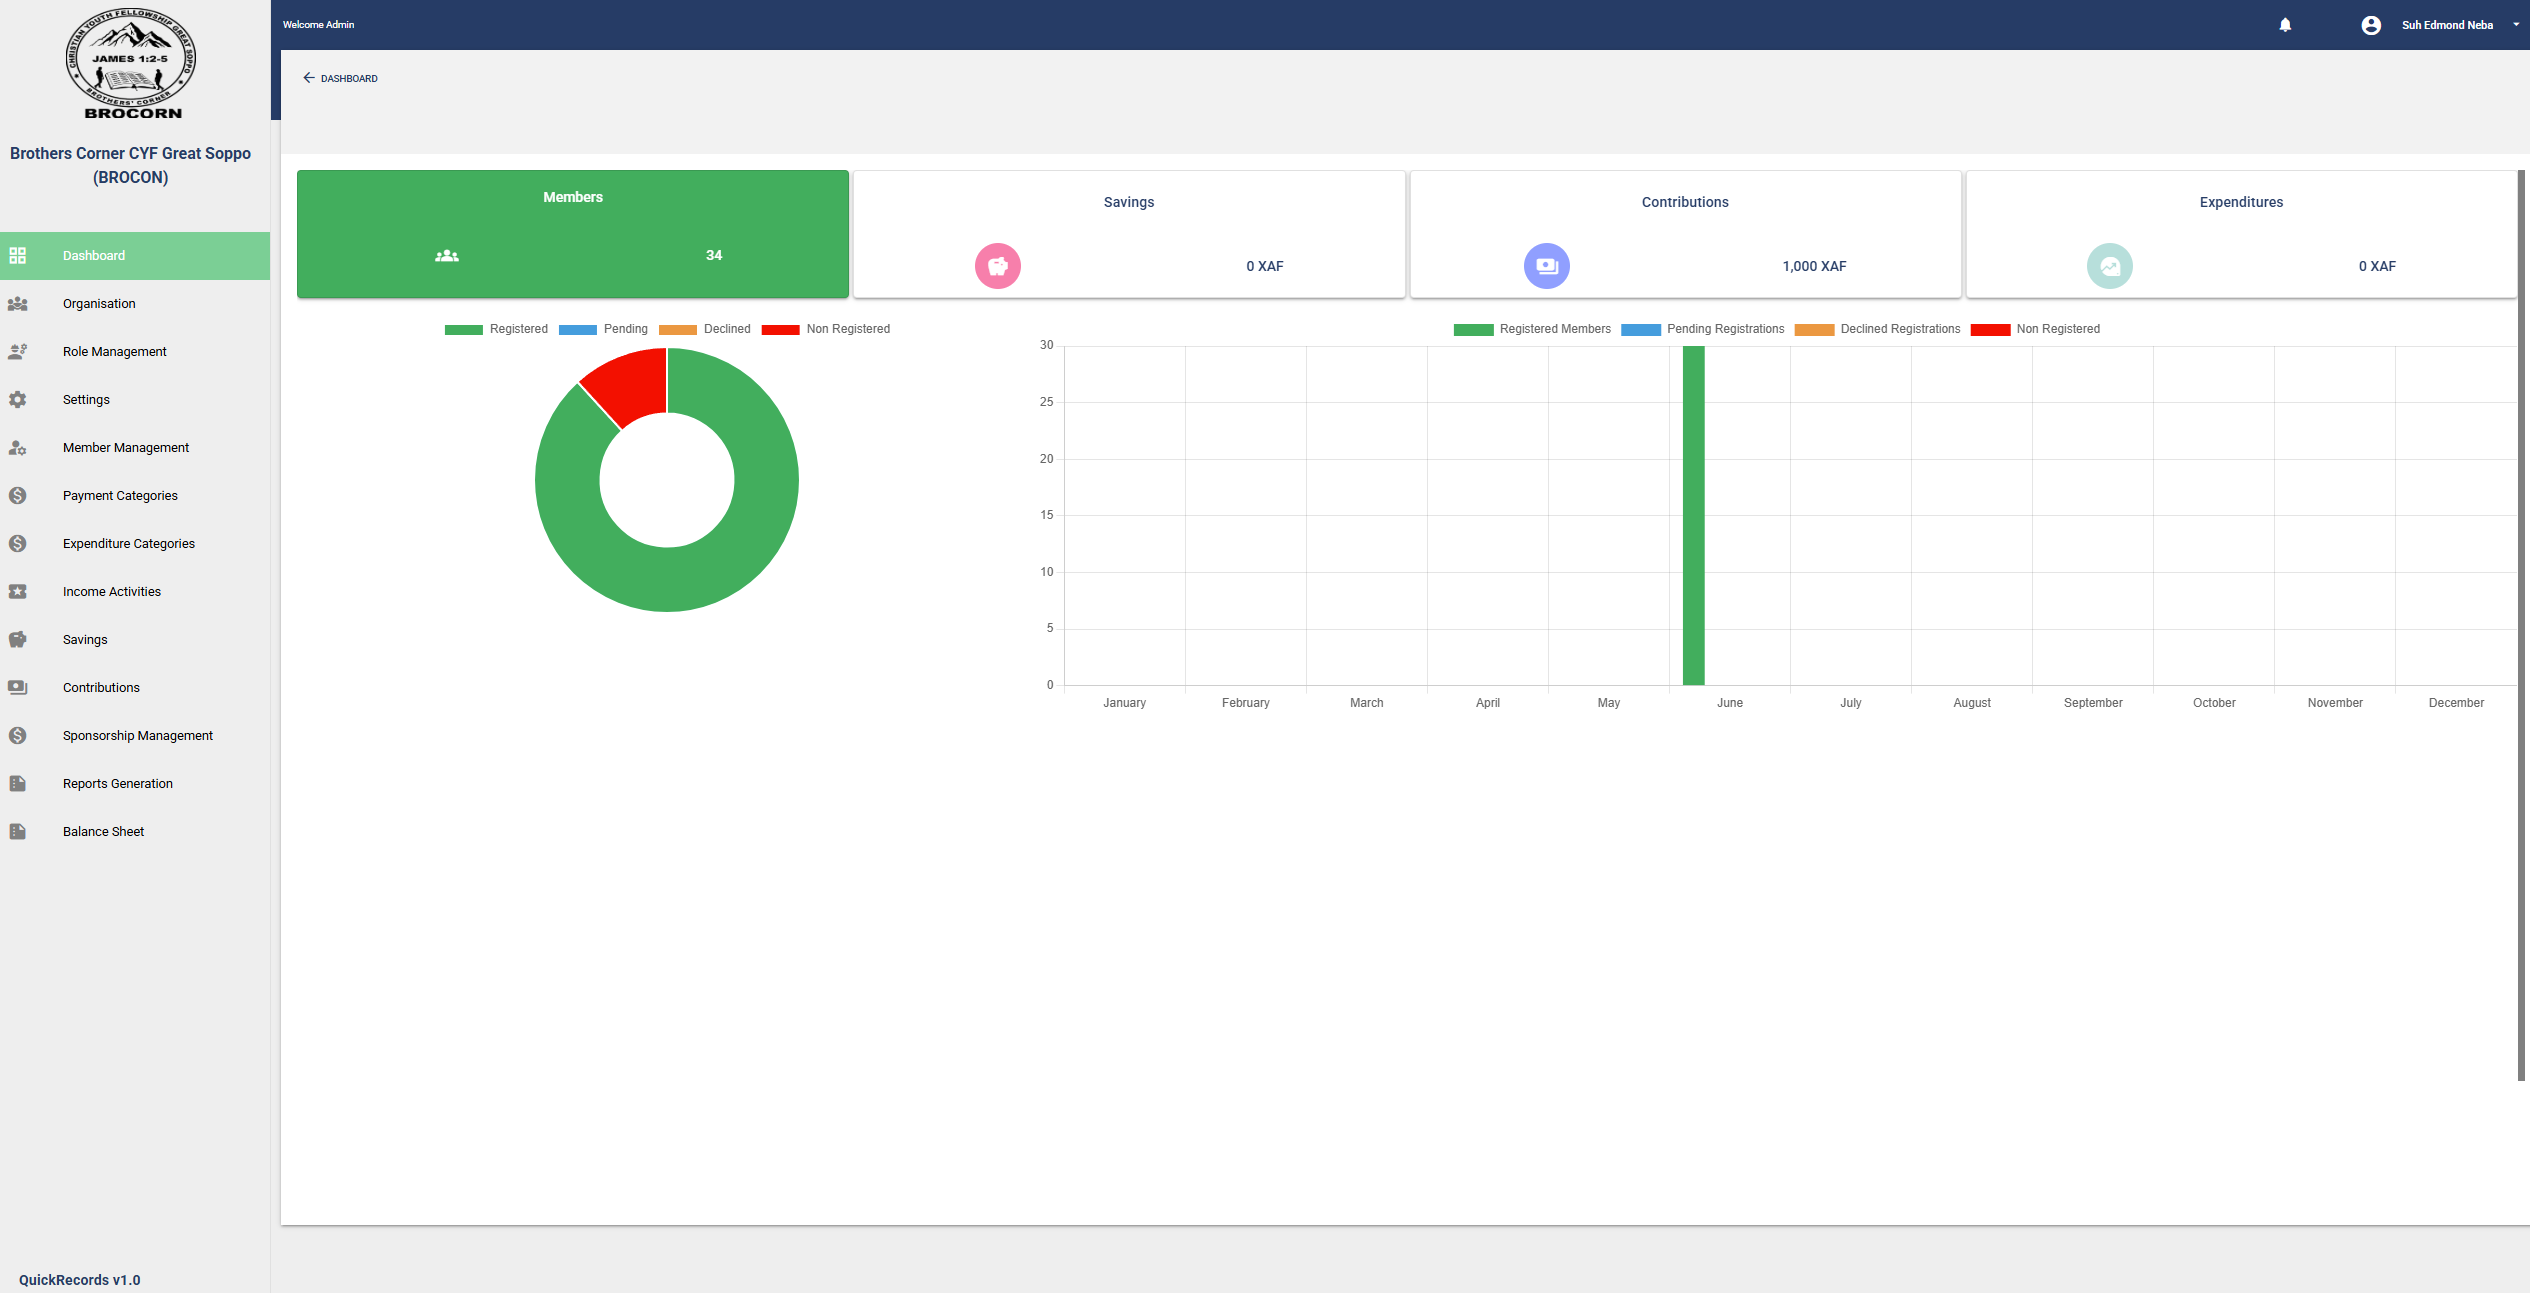 CHRISTIAN YOUTH FELLOWSHIP GREAT SOPPO
JAMES 1:2-5
BROTHERS' CORNER
BROCORN
Brothers Corner CYF Great Soppo
(BROCON)
Dashboard
Organisation
Role Management
Settings
Member Management
Payment Categories
Expenditure Categories
Income Activities
Savings
Contributions
Sponsorship Management
Reports Generation
Balance Sheet
QuickRecords v1.0
Welcome Admin
Suh Edmond Neba
DASHBOARD
Members
34
Savings
0 XAF
Contributions
1,000 XAF
Expenditures
0 XAF
Registered Pending Declined Non Registered
Registered Members Pending Registrations Declined Registrations Non Registered
30
25
20
15
10
5
0
January February March April May June July August September October November December